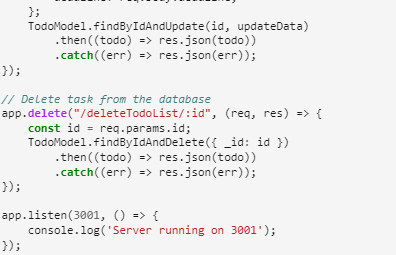 };
TodoModel.findByIdAndUpdate(id, updateData)
.then((todo) => res.json(todo))
.catch((err) => res.json(err));
});
// Delete task from the database
app.delete("/deleteTodoList/:id", (req, res) => {
const id = req.params.id;
TodoModel.findByIdAndDelete({ _id: id })
.then((todo) => res.json(todo))
.catch((err) => res.json(err));
});
app.listen(3001, () => {
console.log('Server running on 3001');
});